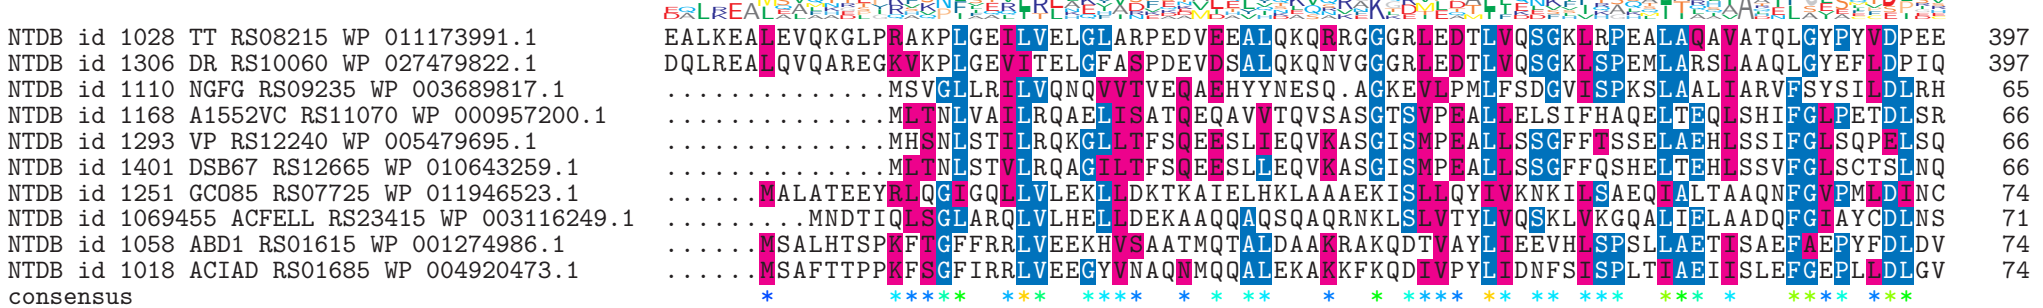 NTDB id 1028 TT RS08215 WP 011173991.1 EALKEALEVQKGLPRAKPLGEILVELGLARPEDVEEALQKQRRGGGRLEDTLVQSGKLRPEALAQAVATQLGYPYVDPEE 397
NTDB id 1306 DR RS10060 WP 027479822.1 DQLREALQVQAREGKVKPLGEVITELGFASPDEVDSALQKQNVGGGRLEDTLVQSGKLSPEMLARSLAAQLGYEFLDPIQ 397
NTDB id 1110 NGFG RS09235 WP 003689817.1 ..............MSVGLLRILVQNQVVTVEQAEHYYNESQ.AGKEVLPMLFSDGVISPKSLAALIARVFSYSILDLRH 65
NTDB id 1168 A1552VC RS11070 WP 000957200.1 ..............MLTNLVAILRQAELISATQEQAVVTQVSASGTSVPEALLELSIFHAQELTEQLSHIFGLPETDLSR 66
NTDB id 1293 VP RS12240 WP 005479695.1 ..............MHSNLSTILRQKGLLTFSQEESLIEQVKASGISMPEALLSSGFFTSSELAEHLSSIFGLSQPELSQ 66
NTDB id 1401 DSB67 RS12665 WP 010643259.1 ..............MLTNLSTVLRQAGILTFSQEESLLEQVKASGISMPEALLSSGFFQSHELTEHLSSVFGLSCTSLNQ 66
NTDB id 1251 GCO85 RS07725 WP 011946523.1 ......MALATEEYRLQGIGQLLVLEKLLDKTKAIELHKLAAAEKISLLQYIVKNKILSAEQIALTAAQNFGVPMLDINC 74
NTDB id 1069455 ACFELL RS23415 WP 003116249.1 .........MNDTIQLSGLARQLVLHELLDEKAAQQAQSQAQRNKLSLVTYLVQSKLVKGQALIELAADQFGIAYCDLNS 71
NTDB id 1058 ABD1 RS01615 WP 001274986.1 ......MSALHTSPKFTGFFRRLVEEKHVSAATMQTALDAAKRAKQDTVAYLIEEVHLSPSLLAETISAEFAEPYFDLDV 74
NTDB id 1018 ACIAD RS01685 WP 004920473.1 ......MSAFTTPPKFSGFIRRLVEEGYVNAQNMQQALEKAKKFKQDIVPYLIDNFSISPLTIAEIISLEFGEPLLDLGV 74
consensus